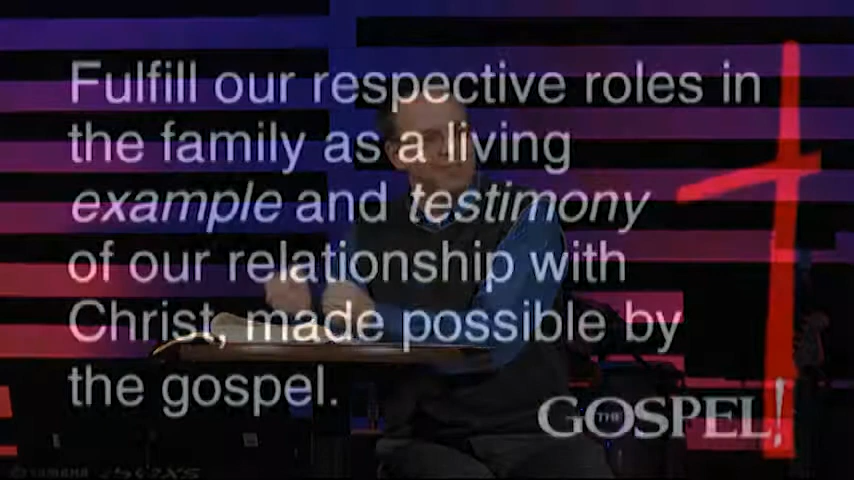 Fulfill our respective roles in
the family as a living
example and testimony
of our relationship with
Christ, made possible by
the gospel.
THE GOSPEL!